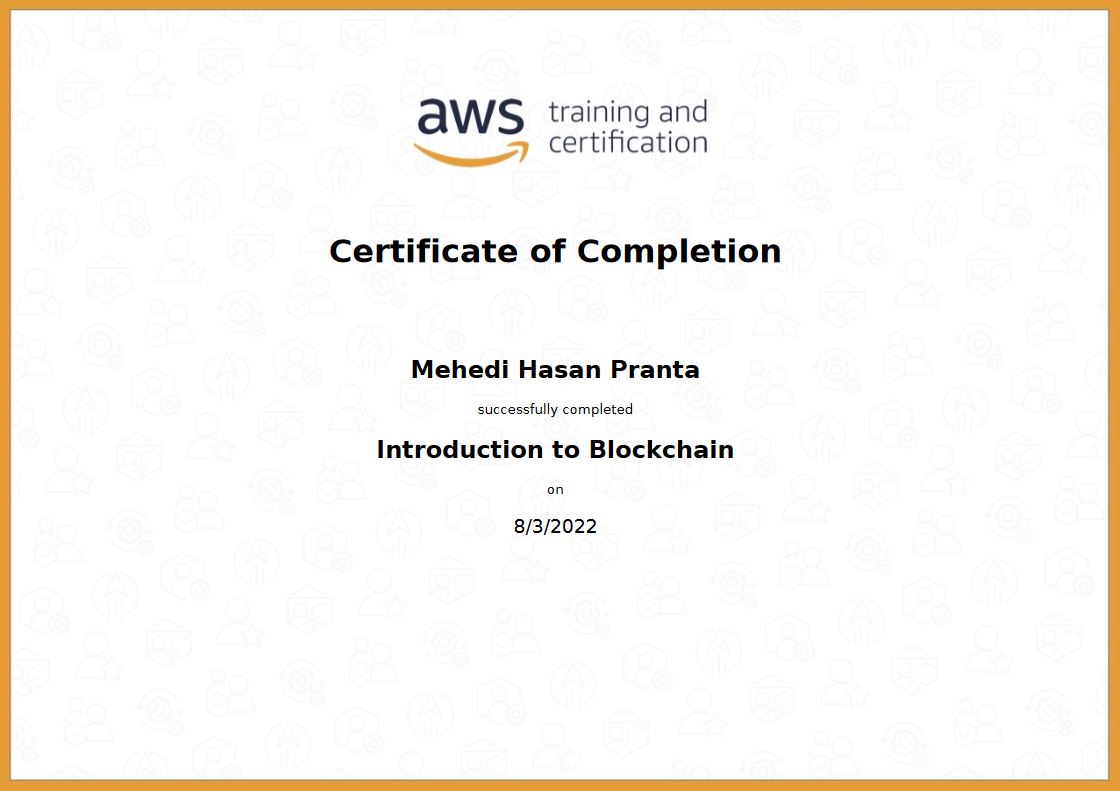 aws training and
certification
Certificate of Completion
Mehedi Hasan Pranta
successfully completed
Introduction to Blockchain
on
8/3/2022